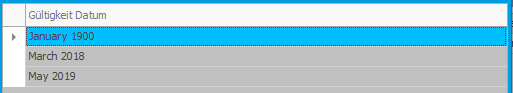 Gültigkeit Datum
January 1900
March 2018
May 2019